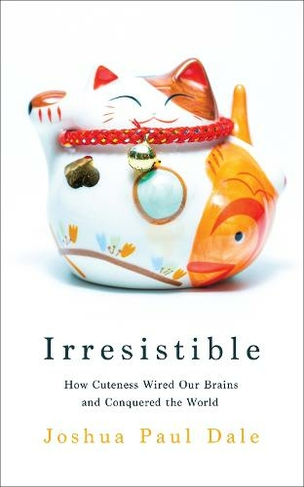 Irresistible
How Cuteness Wired Our Brains
and Conquered the World
Joshua Paul Dale